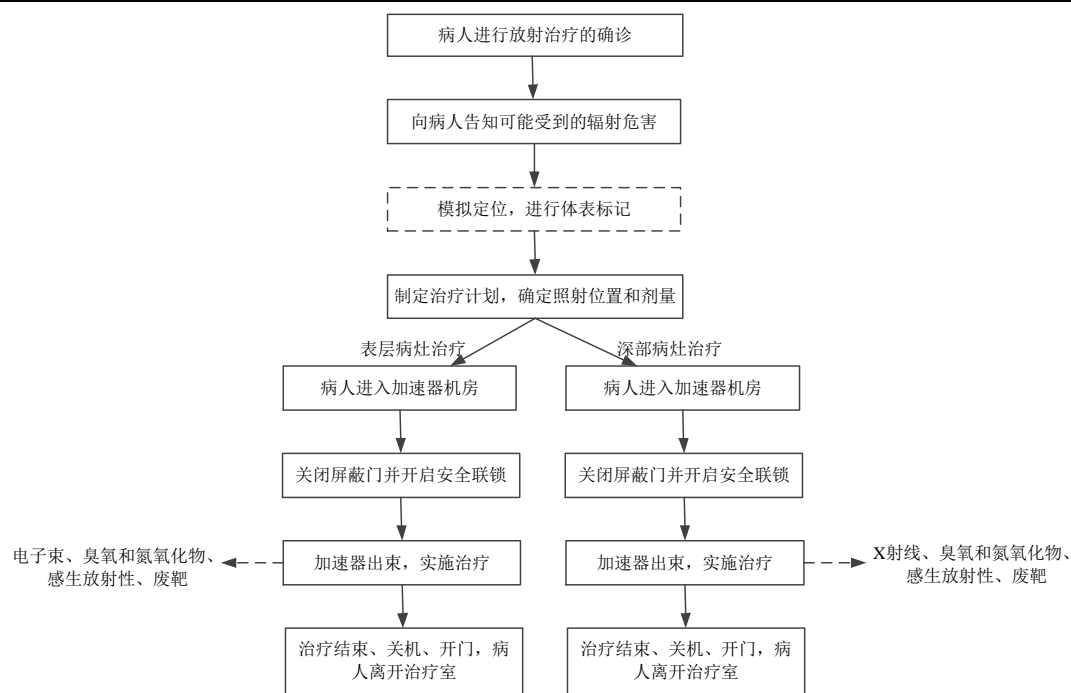 病人进行放射治疗的确诊
向病人告知可能受到的辐射危害
模拟定位，进行体表标记
制定治疗计划，确定照射位置和剂量
表层病灶治疗
深部病灶治疗
病人进入加速器机房
病人进入加速器机房
关闭屏蔽门并开启安全联锁
关闭屏蔽门并开启安全联锁
电子束、臭氧和氮氧化物、
感生放射性、废靶
加速器出束，实施治疗
加速器出束，实施治疗
X射线、臭氧和氮氧化物、
感生放射性、废靶
治疗结束、关机、开门，病
人离开治疗室
治疗结束、关机、开门，病
人离开治疗室